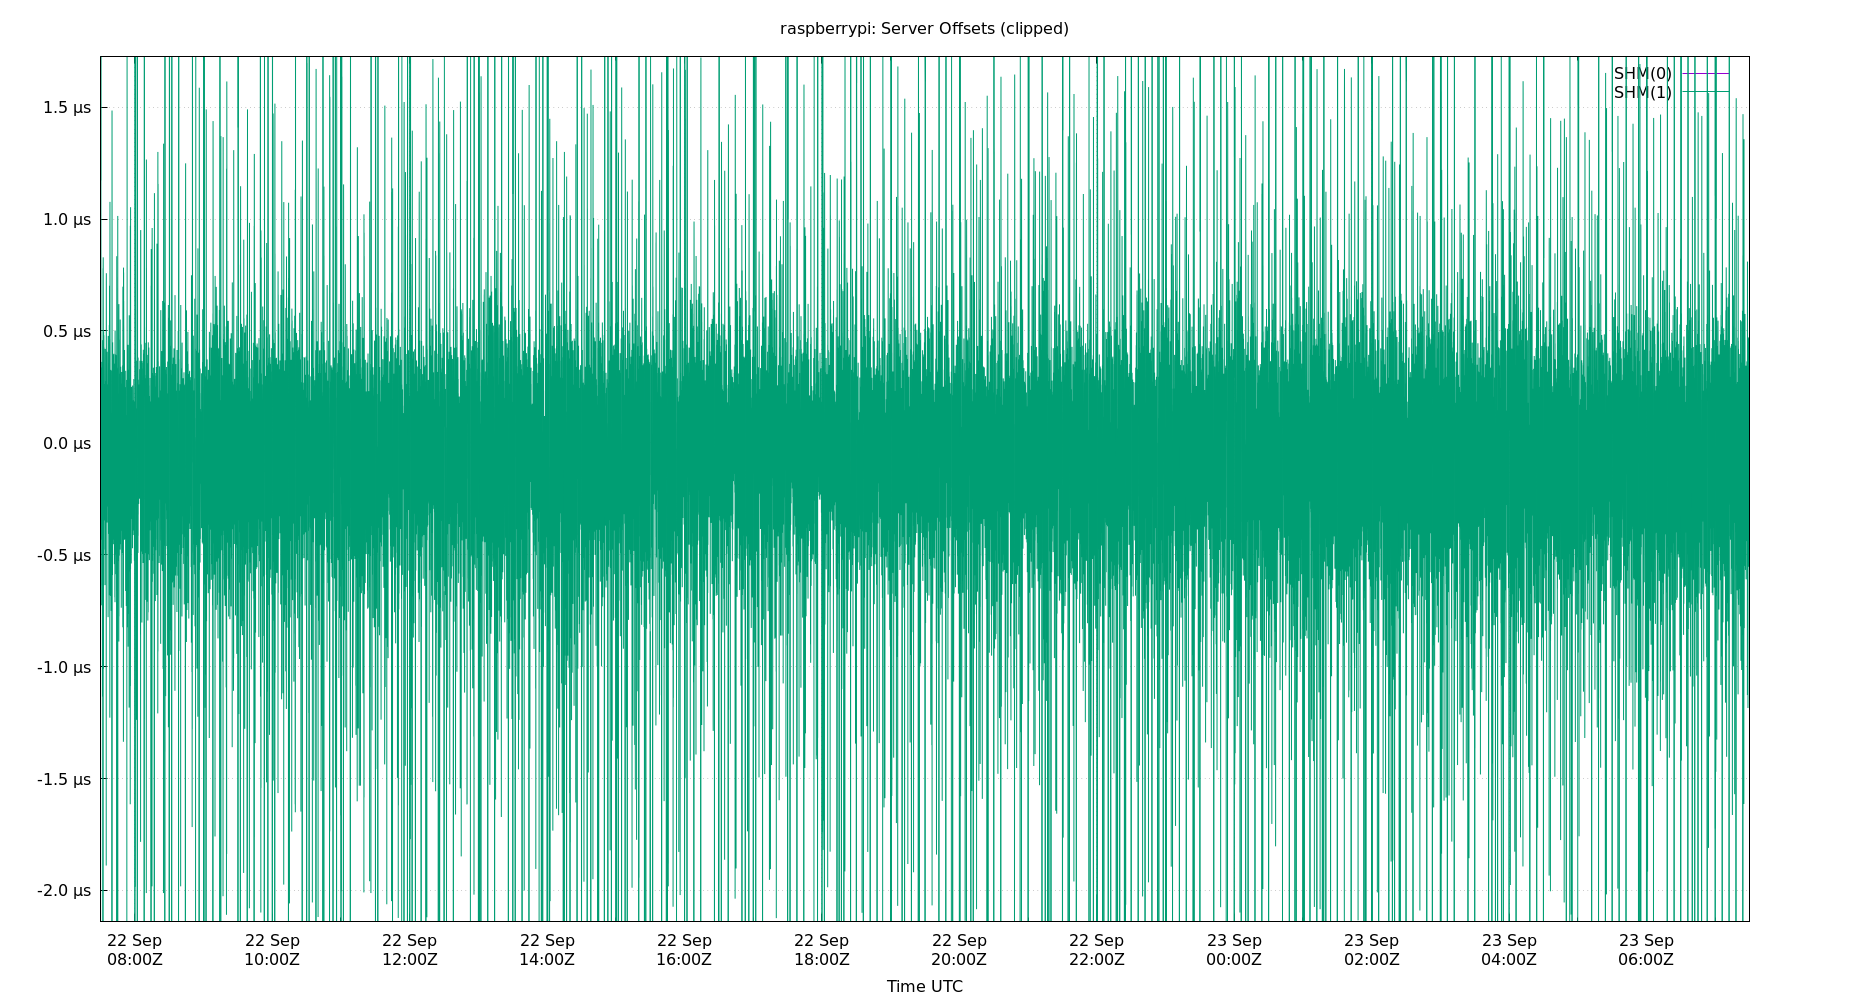 raspberrypi: Server Offsets (clipped)
SHM(0)
SHM(1)
1.5 µs
1.0 µs
0.5 µs
0.0 µs
-0.5 µs
-1.0 µs
-1.5 µs
-2.0 µs
22 Sep 22 Sep 22 Sep 22 Sep 22 Sep 22 Sep 22 Sep 22 Sep 23 Sep 23 Sep 23 Sep 23 Sep
08:00Z 10:00Z 12:00Z 14:00Z 16:00Z 18:00Z 20:00Z 22:00Z 00:00Z 02:00Z 04:00Z 06:00Z
Time UTC